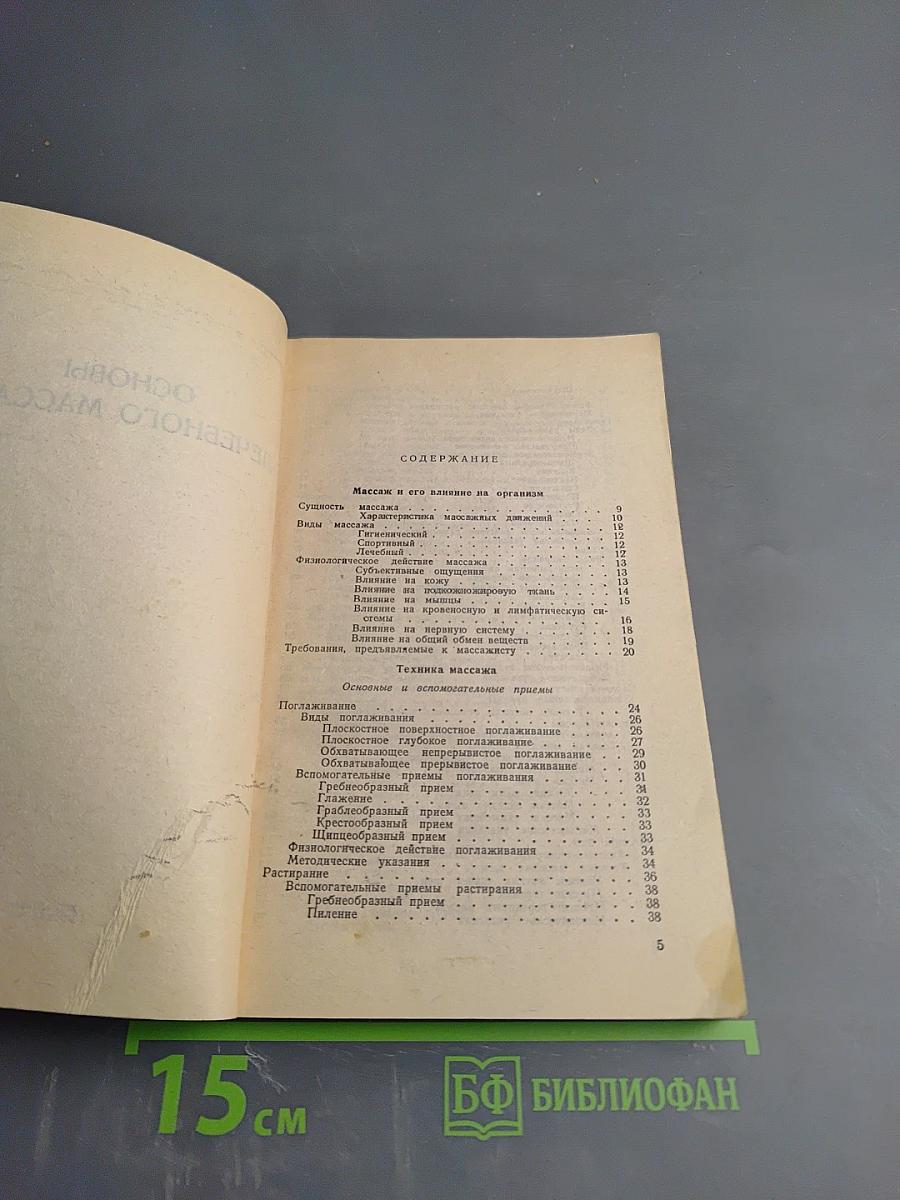 ОСНОВЫ
ЛЕЧЕБНОГО МАССА
СОДЕРЖАНИЕ
Массаж и его влияние на организм
Сущность массажа . . . . . . . . . . . . . . . . 9
Характеристика массажных движений . . . . 10
Виды массажа . . . . . . . . . . . . . . . . . . 12
Гигиенический . . . . . . . . . . . . . . 12
Спортивный . . . . . . . . . . . . . . . 12
Лечебный . . . . . . . . . . . . . . . . 12
Физиологическое действие массажа . . . . . . . . . 13
Субъективные ощущения . . . . . . . . . . 13
Влияние на кожу . . . . . . . . . . . . . 13
Влияние на подкожножировую ткань . . . . 14
Влияние на мышцы . . . . . . . . . . . . 15
Влияние на кровеносную и лимфатическую си-
стемы . . . . . . . . . . . . . . . . 16
Влияние на нервную систему . . . . . . . . 18
Влияние на общий обмен веществ . . . . . . 19
Требования, предъявляемые к массажисту . . . . . . . 20
Техника массажа
Основные и вспомогательные приемы
Поглаживание . . . . . . . . . . . . . . . . . . 24
Виды поглаживания . . . . . . . . . . . . . . 26
Плоскостное поверхностное поглаживание . . . . 26
Плоскостное глубокое поглаживание . . . . . . 27
Обхватывающее непрерывистое поглаживание . . 29
Обхватывающее прерывистое поглаживание . . . 30
Вспомогательные приемы поглаживания . . . . . . 31
Гребнеобразный прием . . . . . . . . . . . 31
Глажение . . . . . . . . . . . . . . . . . 32
Граблеобразный прием . . . . . . . . . . . 33
Крестообразный прием . . . . . . . . . . . 33
Щипцеобразный прием . . . . . . . . . . . . 33
Физиологическое действие поглаживания . . . . . . 34
Методические указания . . . . . . . . . . . . . 34
Растирание . . . . . . . . . . . . . . . . . . . 36
Вспомогательные приемы растирания . . . . . . . 38
Гребнеобразный прием . . . . . . . . . . . . 38
Пиление . . . . . . . . . . . . . . . . . . 38
5
15 см
БФ БИБЛИОФАН